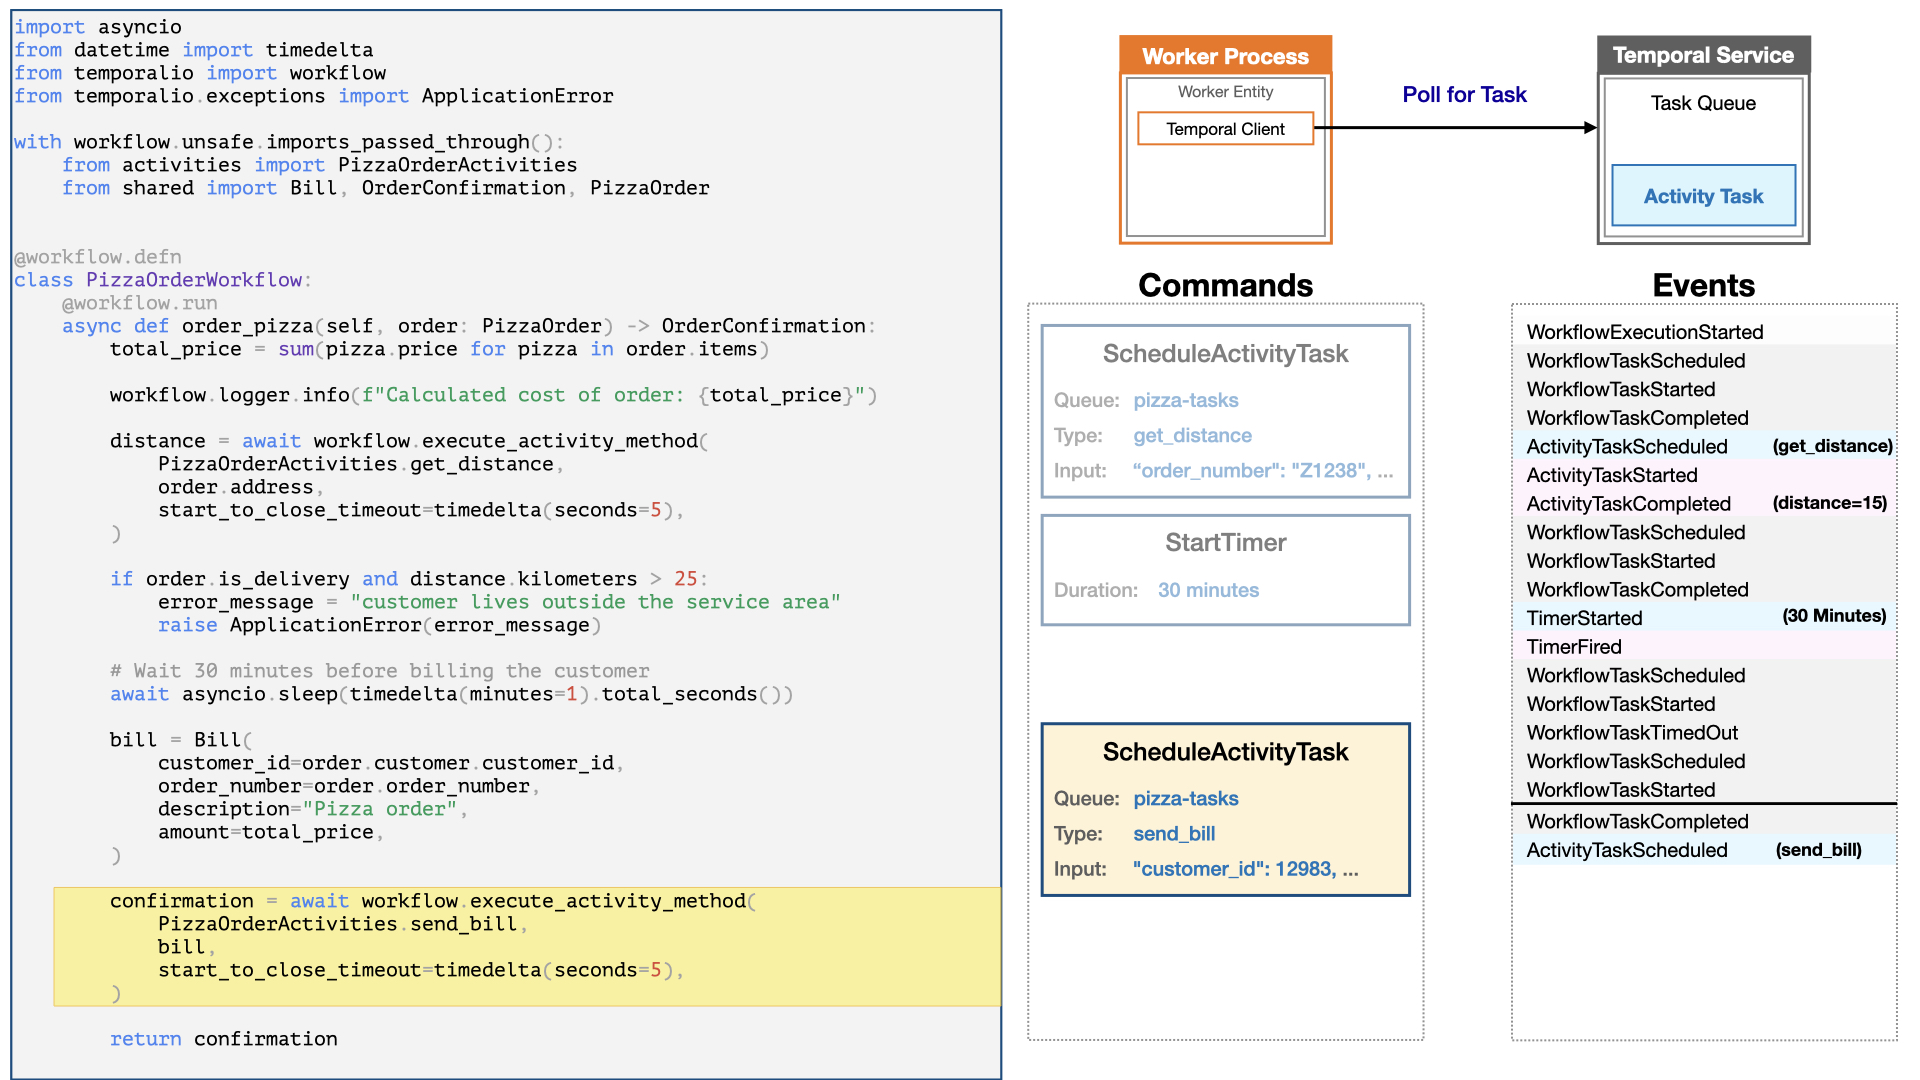 import asyncio
from datetime import timedelta
from temporalio import workflow
from temporalio.exceptions import ApplicationError

with workflow.unsafe.imports_passed_through():
    from activities import PizzaOrderActivities
    from shared import Bill, OrderConfirmation, PizzaOrder

@workflow.defn
class PizzaOrderWorkflow:
    @workflow.run
    async def order_pizza(self, order: PizzaOrder) -> OrderConfirmation:
        total_price = sum(pizza.price for pizza in order.items)

        workflow.logger.info(f"Calculated cost of order: {total_price}")

        distance = await workflow.execute_activity_method(
            PizzaOrderActivities.get_distance,
            order.address,
            start_to_close_timeout=timedelta(seconds=5),
        )

        if order.is_delivery and distance.kilometers > 25:
            error_message = "customer lives outside the service area"
            raise ApplicationError(error_message)

        # Wait 30 minutes before billing the customer
        await asyncio.sleep(timedelta(minutes=1).total_seconds())

        bill = Bill(
            customer_id=order.customer.customer_id,
            order_number=order.order_number,
            description="Pizza order",
            amount=total_price,
        )

        confirmation = await workflow.execute_activity_method(
            PizzaOrderActivities.send_bill,
            bill,
            start_to_close_timeout=timedelta(seconds=5),
        )

        return confirmation
Worker Process
Worker Entity
Temporal Client
Poll for Task
Temporal Service
Task Queue
Activity Task
Commands
ScheduleActivityTask
Queue: pizza-tasks
Type: get_distance
Input: “order_number": "Z1238", ...
StartTimer
Duration: 30 minutes
ScheduleActivityTask
Queue: pizza-tasks
Type: send_bill
Input: "customer_id": 12983, ...
Events
WorkflowExecutionStarted
WorkflowTaskScheduled
WorkflowTaskStarted
WorkflowTaskCompleted
ActivityTaskScheduled (get_distance)
ActivityTaskStarted
ActivityTaskCompleted (distance=15)
WorkflowTaskScheduled
WorkflowTaskStarted
WorkflowTaskCompleted
TimerStarted (30 Minutes)
TimerFired
WorkflowTaskScheduled
WorkflowTaskStarted
WorkflowTaskTimedOut
WorkflowTaskScheduled
WorkflowTaskStarted
WorkflowTaskCompleted
ActivityTaskScheduled (send_bill)